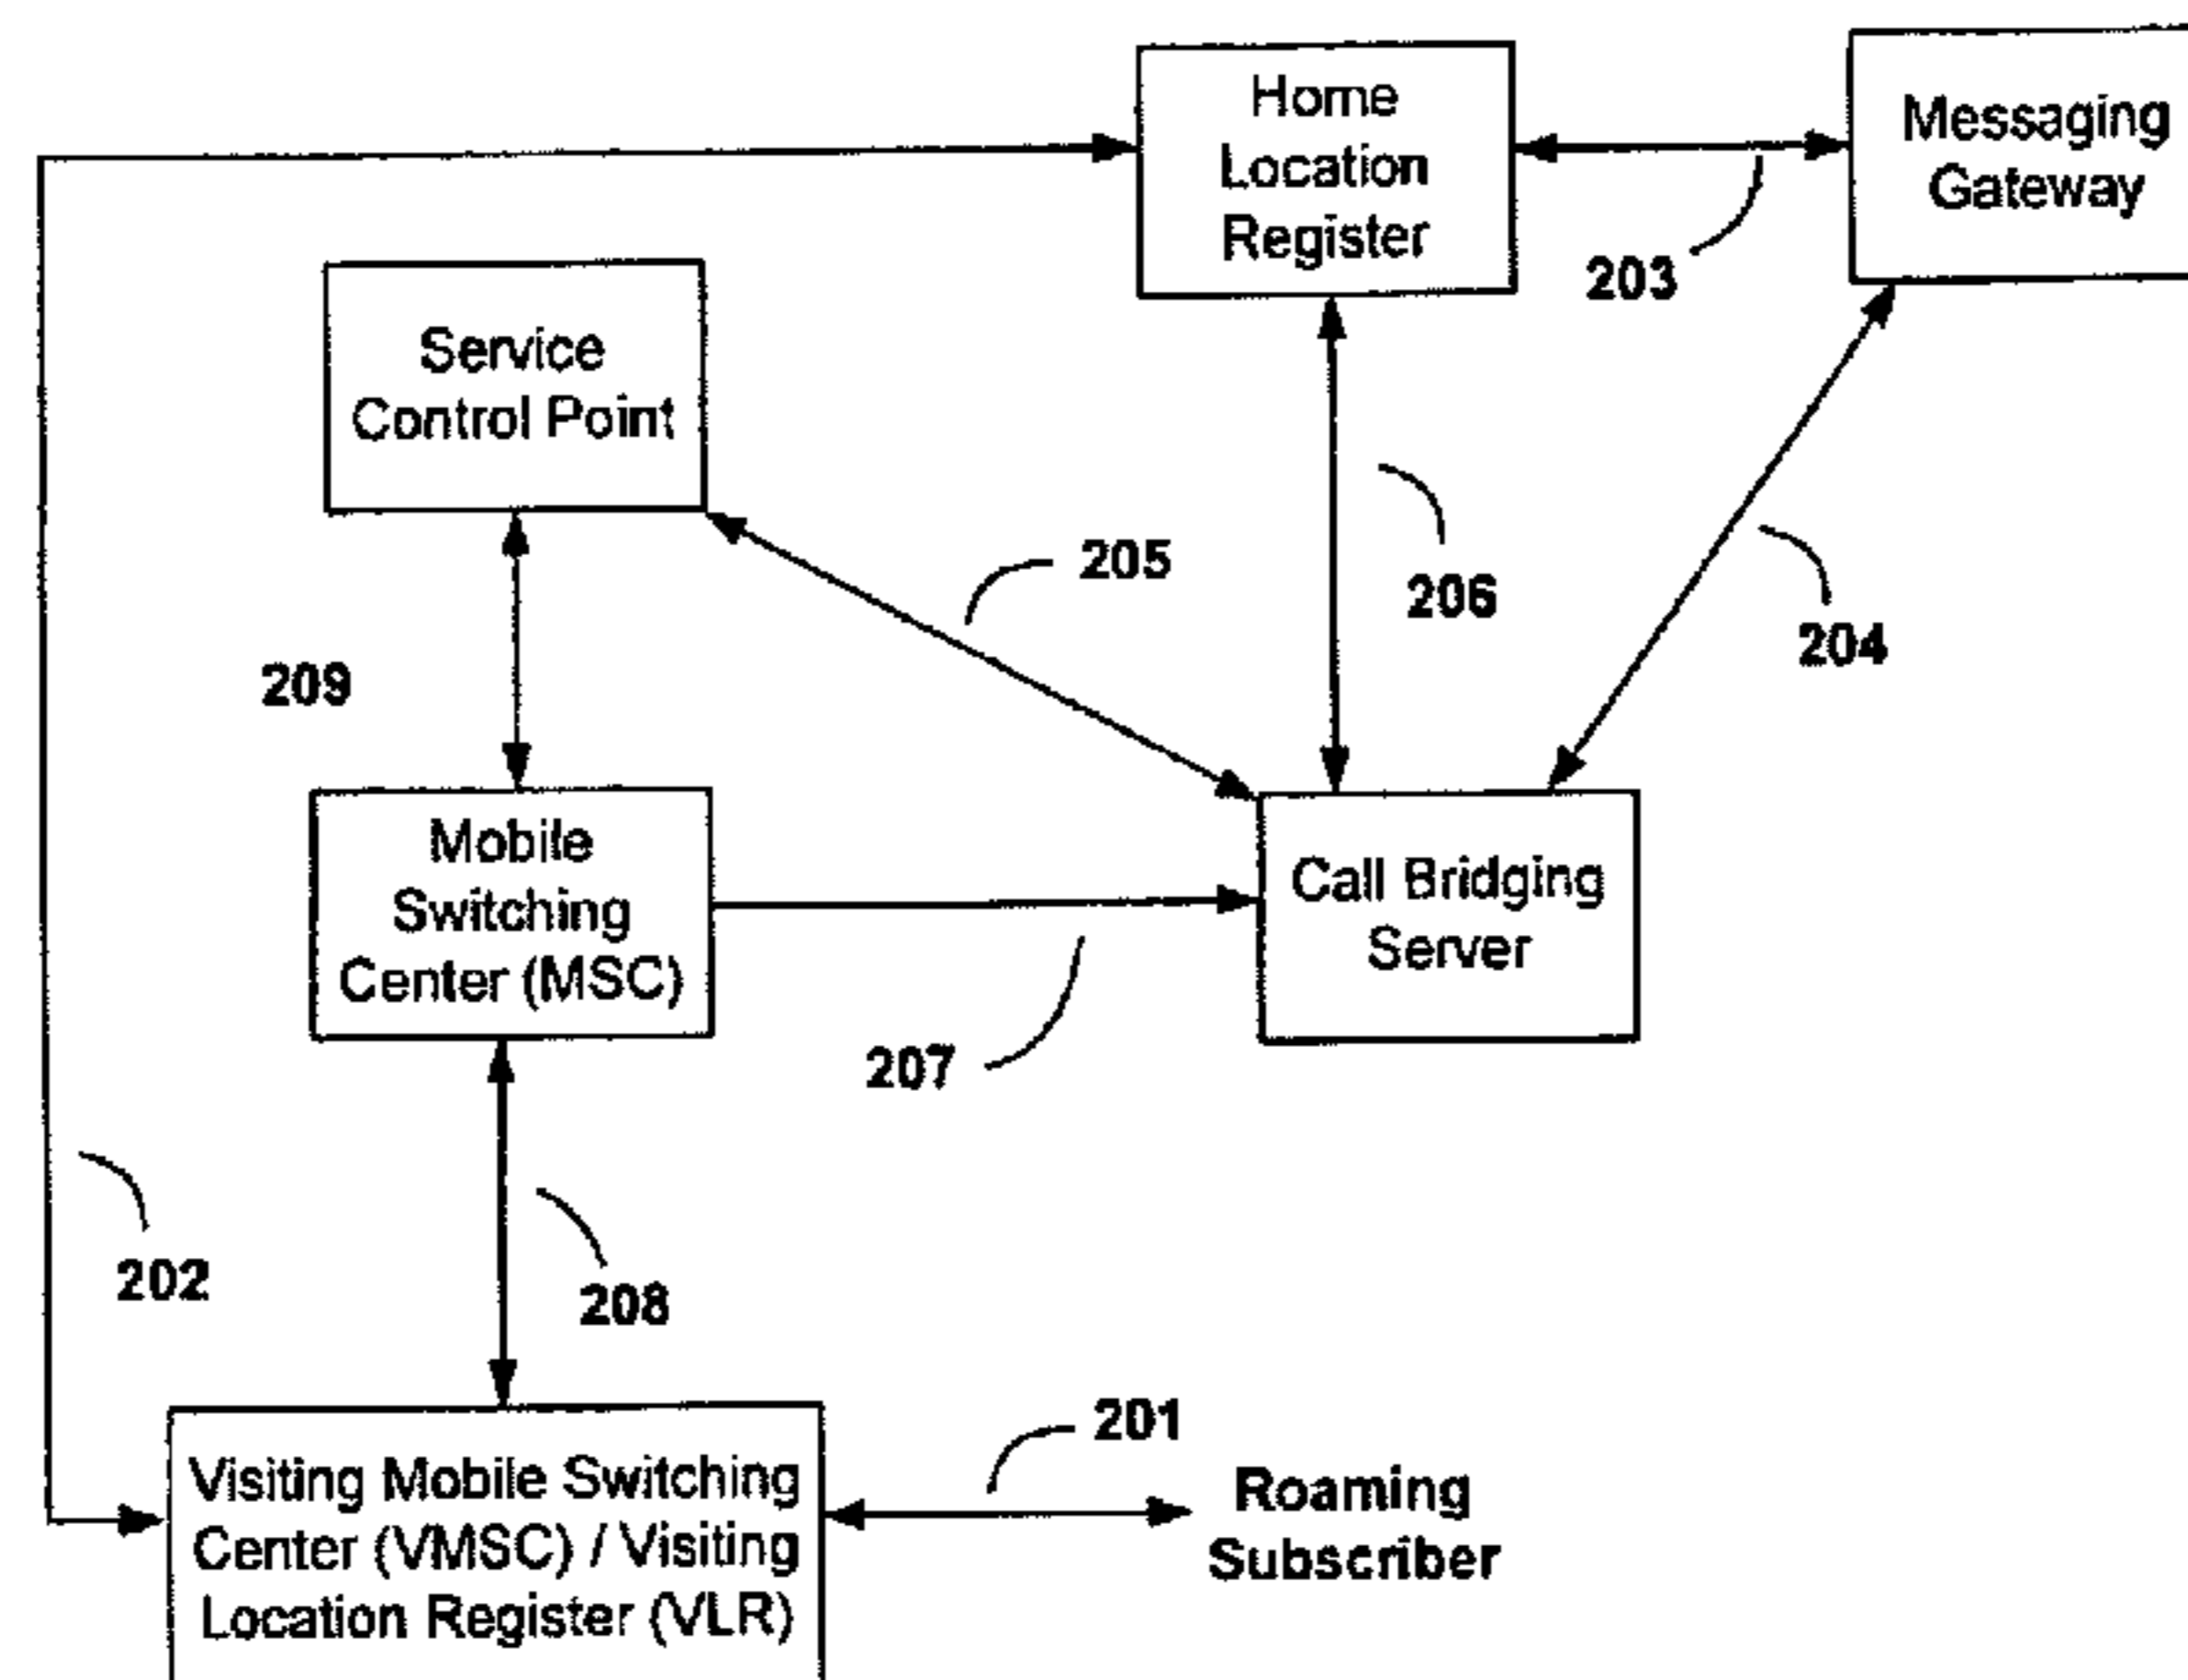 Home
Location
Register
Messaging
Gateway
203
Service
Control Point
205
206
204
209
Mobile
Switching
Center (MSC)
Call Bridging
Server
207
202
208
201
Visiting Mobile Switching
Center (VMSC) / Visiting
Location Register (VLR)
Roaming
Subscriber